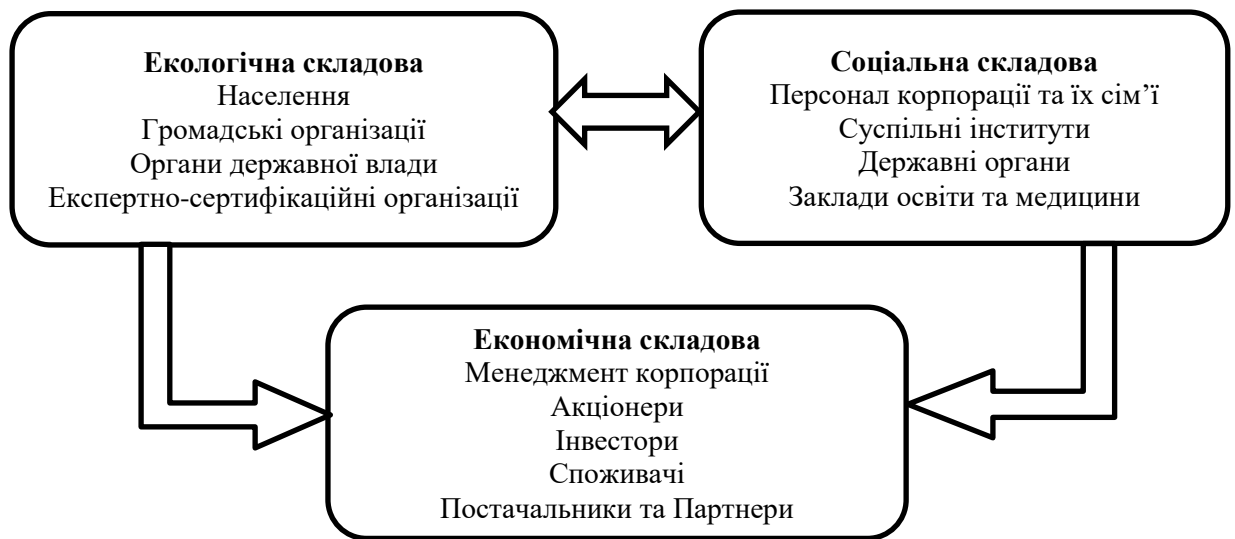 Екологічна складова
Населення
Громадські організації
Органи державної влади
Експертно-сертифікаційні організації
Соціальна складова
Персонал корпорації та їх сім’ї
Суспільні інститути
Державні органи
Заклади освіти та медицини
Економічна складова
Менеджмент корпорації
Акціонери
Інвестори
Споживачі
Постачальники та Партнери